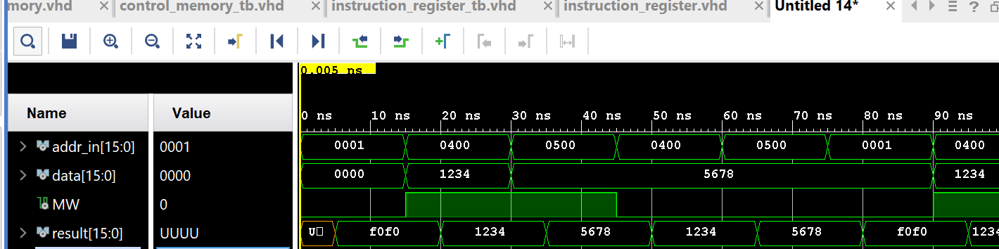 mory.vhd × control_memory_tb.vhd × instruction_register_tb.vhd × instruction_register.vhd × Untitled 14* ×
?
0.005 ns
Name Value 0 ns 10 ns 20 ns 30 ns 40 ns 50 ns 60 ns 70 ns 80 ns 90 ns
addr_in[15:0] 0001 0001 0400 0500 0400 0500 0001 0400
data[15:0] 0000 0000 1234 5678 1234
MW 0
result[15:0] UUUU U f0f0 1234 5678 1234 5678 f0f0 1234